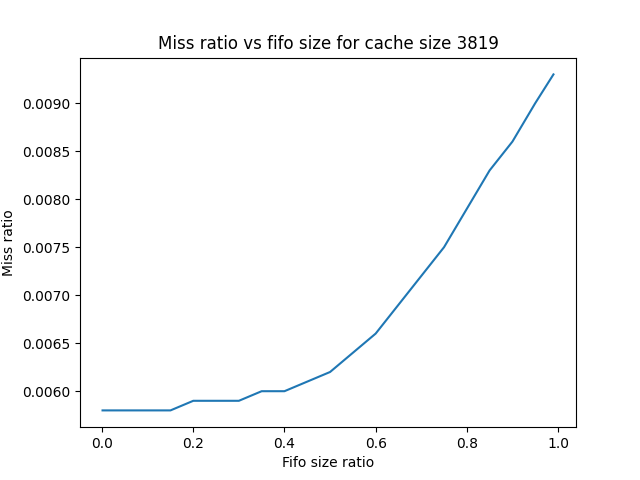 Miss ratio vs fifo size for cache size 3819
Miss ratio
0.0090
0.0085
0.0080
0.0075
0.0070
0.0065
0.0060
0.0 0.2 0.4 0.6 0.8 1.0
Fifo size ratio